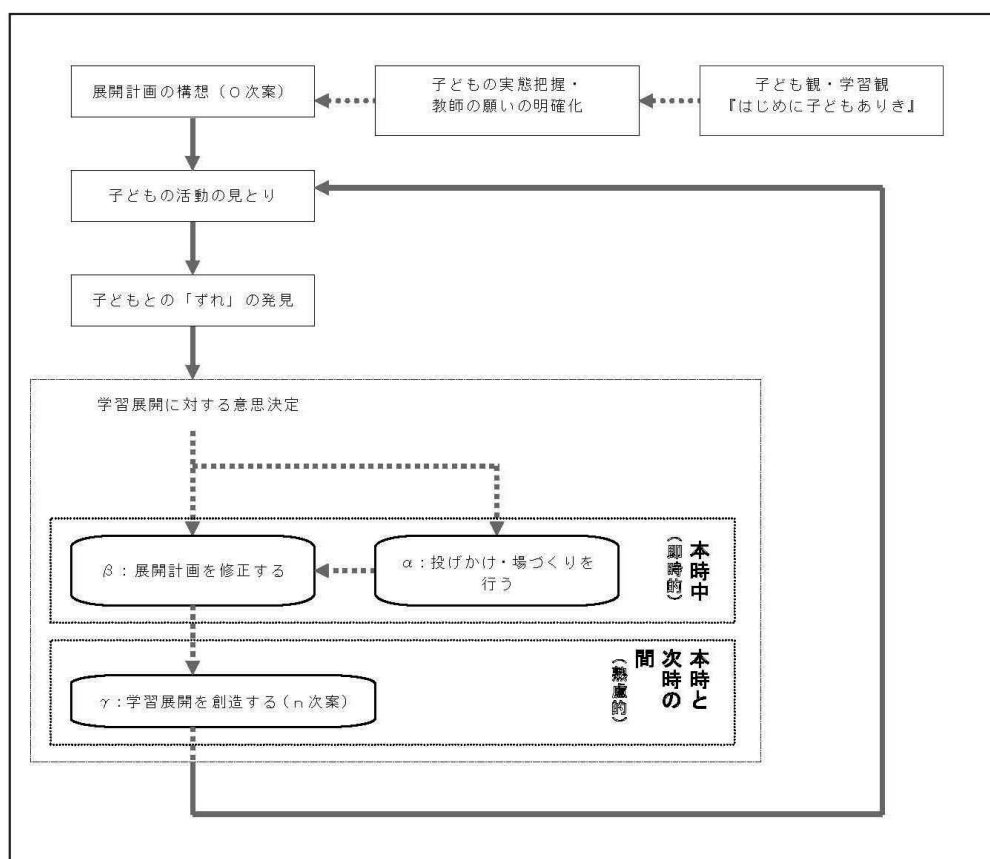 展開計画の構想（０次案）
子どもの実態把握・
教師の願いの明確化
子ども観・学習観
『はじめに子どもありき』
子どもの活動の見とり
子どもとの「ずれ」の発見
学習展開に対する意思決定
β：展開計画を修正する
α：投げかけ・場づくりを
行う
本時中
（即時的）
γ：学習展開を創造する（ｎ次案）
本時と
次時の
間
（熟慮的）